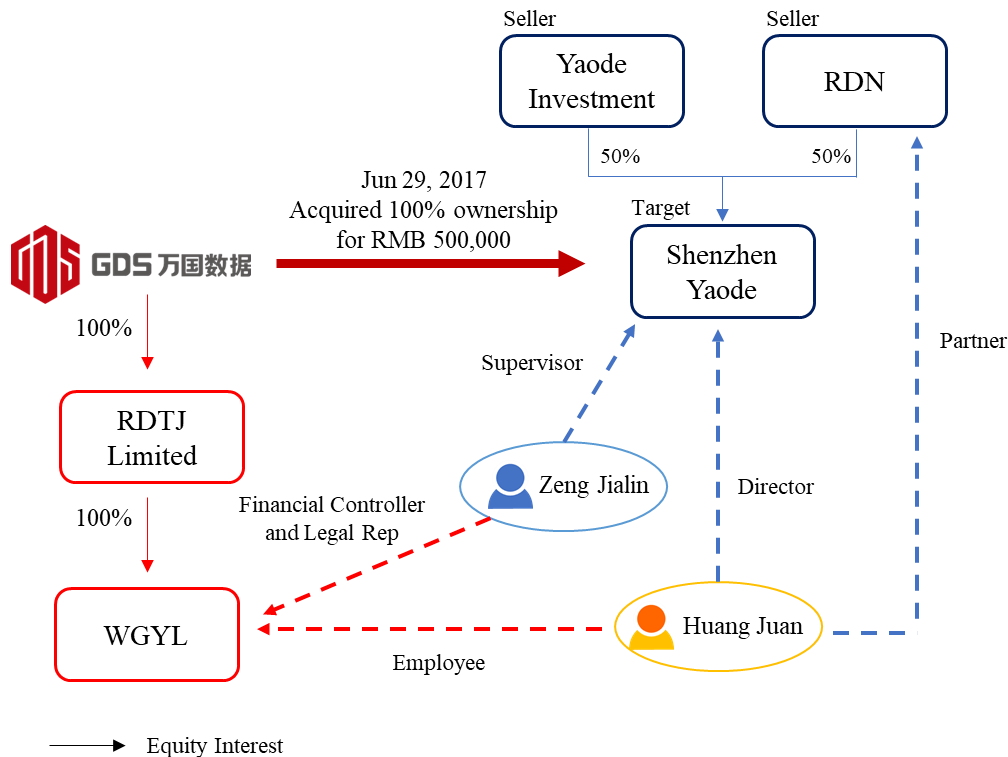 Seller
Seller
Yaode
Investment
RDN
50%
50%
Jun 29, 2017
Acquired 100% ownership
for RMB 500,000
Target
Shenzhen
Yaode
GDS 万国数据
100%
Supervisor
Partner
RDTJ
Limited
Zeng Jialin
Director
Financial Controller
and Legal Rep
100%
WGYL
Huang Juan
Employee
Equity Interest